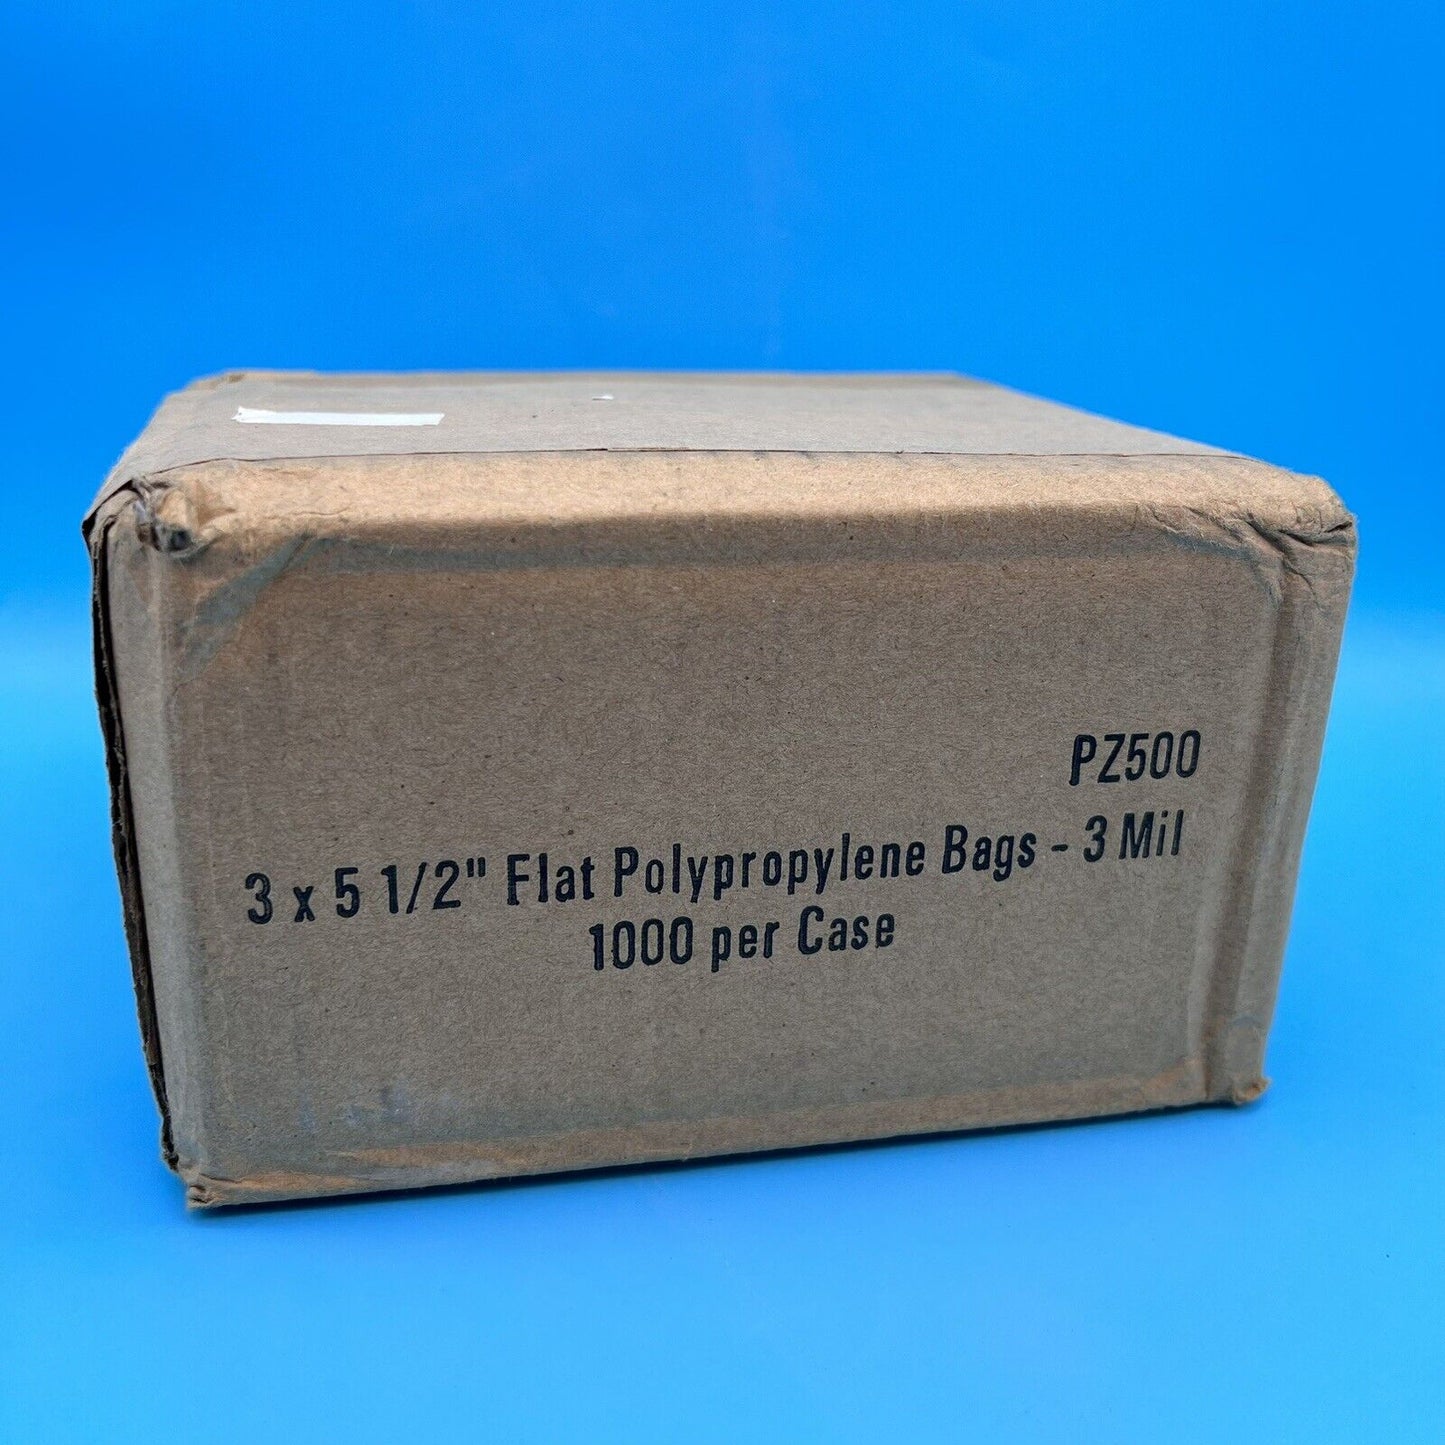 PZ500
3 x 5 1/2" Flat Polypropylene Bags - 3 Mil
1000 per Case